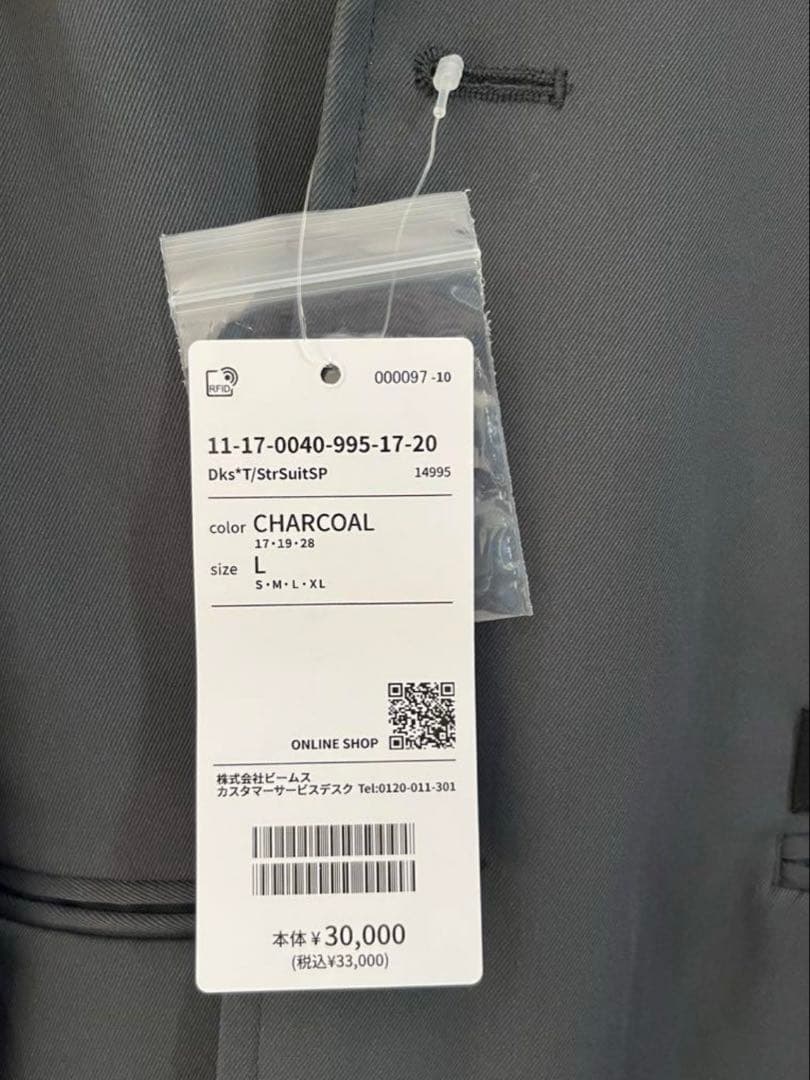 RFID
000097 -10
11-17-0040-995-17-20
Dks*T/StrSuitSP 14995
color CHARCOAL
17・19・28
size L
S・M・L・XL
ONLINE SHOP
株式会社ビームス
カスタマーサービスデスク Tel:0120-011-301
本体 ¥30,000
(税込¥33,000)